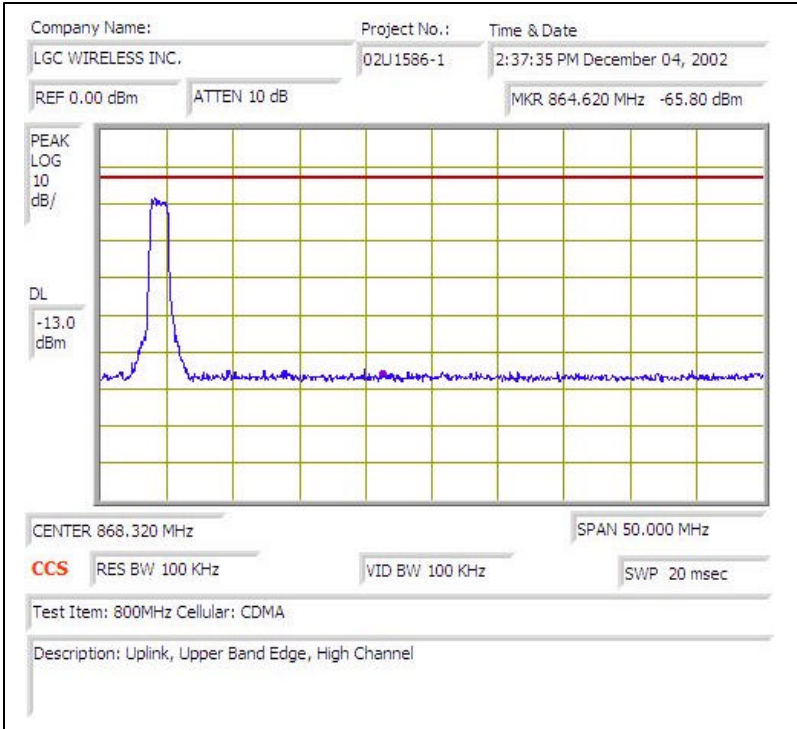 Company Name:
Project No.:
Time & Date
LGC WIRELESS INC.
02U1586-1
2:37:35 PM December 04, 2002
REF 0.00 dBm
ATTEN 10 dB
MKR 864.620 MHz   -65.80 dBm
PEAK
LOG
10
dB/
DL
-13.0
dBm
CENTER 868.320 MHz
SPAN 50.000 MHz
CCS
RES BW 100 KHz
VID BW 100 KHz
SWP  20 msec
Test Item: 800MHz Cellular: CDMA
Description: Uplink, Upper Band Edge, High Channel